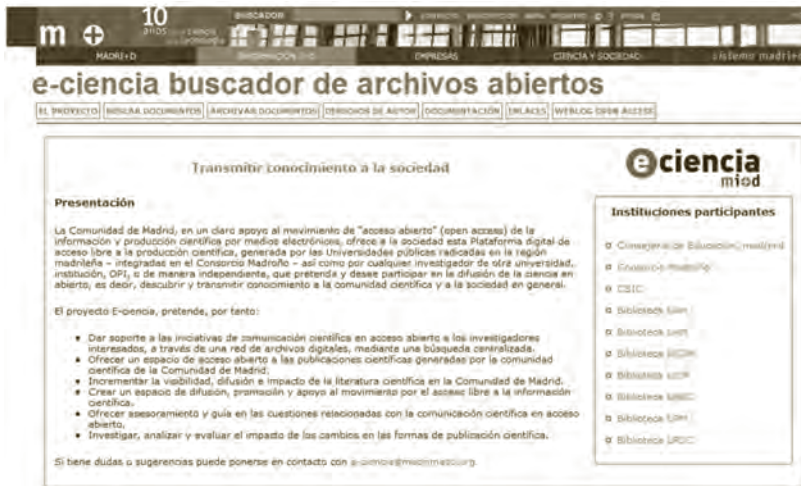 10
BUSCADOR
m +
MADRI+D
EMPRESAS
CIENCIA Y SOCIEDAD
sistema madri+d
e-ciencia buscador de archivos abiertos
EL PROYECTO BUSCAR DOCUMENTOS ARCHIVAR DOCUMENTOS DERECHOS DE AUTOR DOCUMENTACIÓN ENLACES WEBLOG OPEN ACCESS
Transmitir conocimiento a la sociedad
eciencia
mi+d
Presentación
La Comunidad de Madrid, en un claro apoyo al movimiento de "acceso abierto" (open access) de la
información y producción científica por medios electrónicos, ofrece a la sociedad esta Plataforma digital de
acceso libre a la producción científica, generada por las Universidades públicas radicadas en la región
madrileña – integradas en el Consorcio Madroño – así como por cualquier investigador de otra universidad,
institución, OPI, o de manera independiente, que pretenda y desee participar en la difusión de la ciencia en
abierto, es decir, descubrir y transmitir conocimiento a la comunidad científica y a la sociedad en general.
El proyecto E-ciencia, pretende, por tanto:
Dar soporte a las iniciativas de comunicación científica en acceso abierto a los investigadores
interesados, a través de una red de archivos digitales, mediante una búsqueda centralizada.
Ofrecer un espacio de acceso abierto a las publicaciones científicas generadas por la comunidad
científica de la Comunidad de Madrid.
Incrementar la visibilidad, difusión e impacto de la literatura científica en la Comunidad de Madrid.
Crear un espacio de difusión, promoción y apoyo al movimiento por el acceso libre a la información
científica.
Ofrecer asesoramiento y guía en las cuestiones relacionadas con la comunicación científica en acceso
abierto.
Investigar, analizar y evaluar el impacto de los cambios en las formas de publicación científica.
Si tiene dudas o sugerencias puede ponerse en contacto con
Instituciones participantes
Consejería de Educación, madri+d
Consorcio Madroño
CSIC
Biblioteca
Biblioteca
Biblioteca
Biblioteca
Biblioteca
Biblioteca
Biblioteca